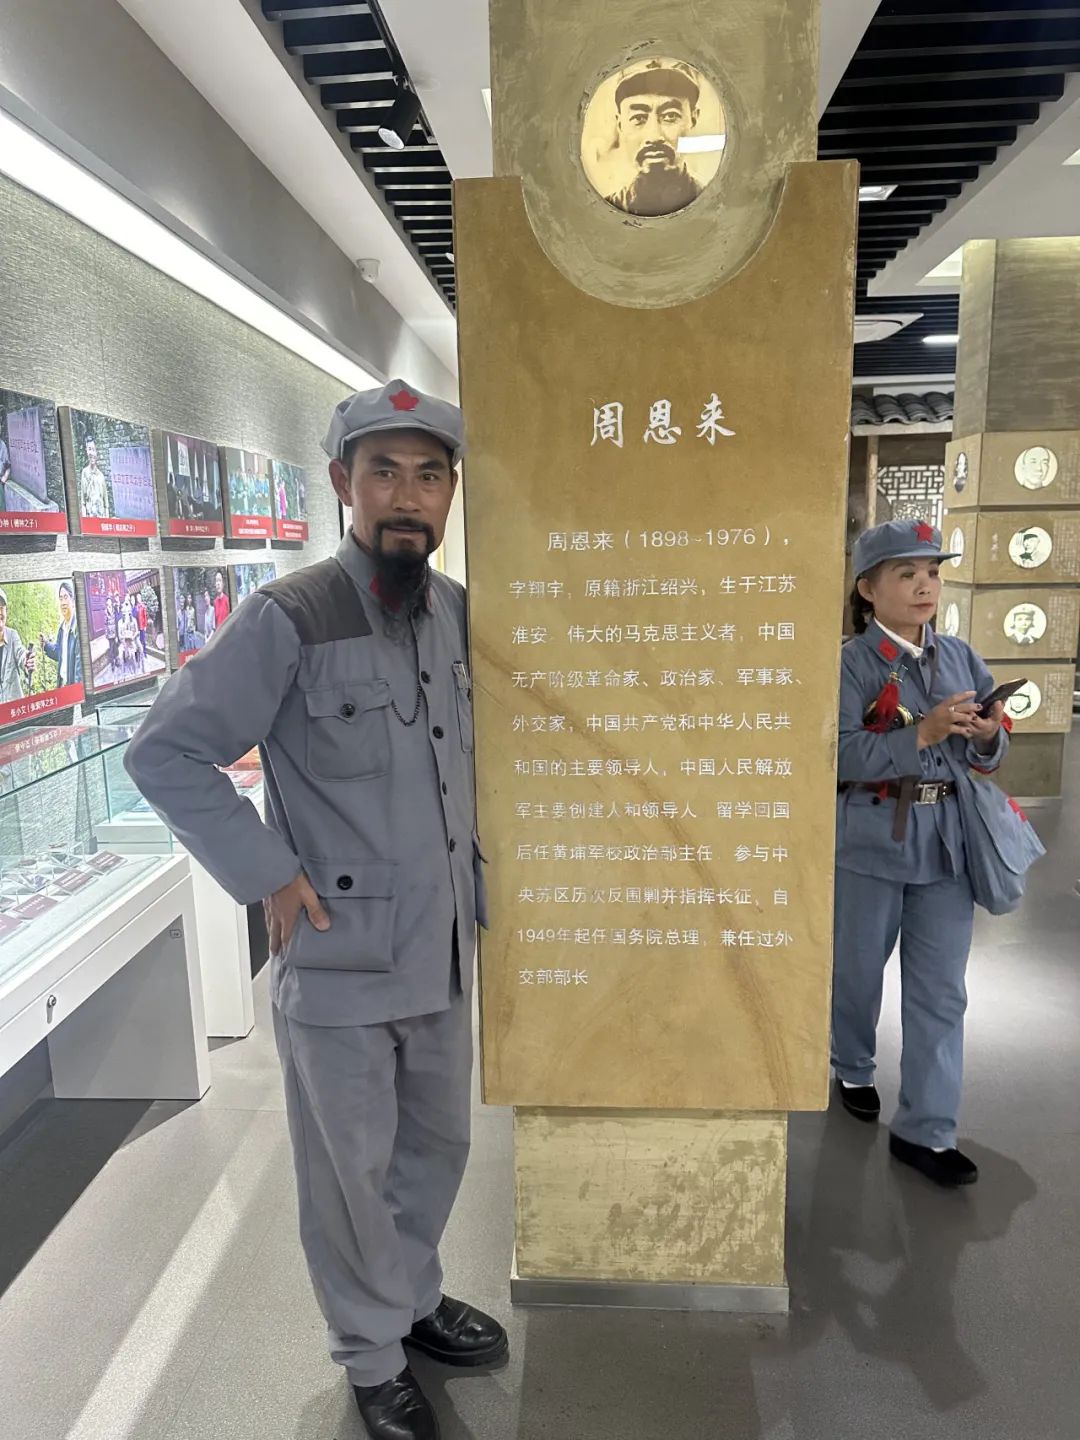 周恩来
周恩来（1898~1976），
字翔宇，原籍浙江绍兴，生于江苏
淮安。伟大的马克思主义者，中国
无产阶级革命家、政治家、军事家、
外交家，中国共产党和中华人民共
和国的主要领导人，中国人民解放
军主要创建人和领导人。留学回国
后任黄埔军校政治部主任。参与中
央苏区历次反围剿并指挥长征，自
1949年起任国务院总理，兼任过外
交部部长